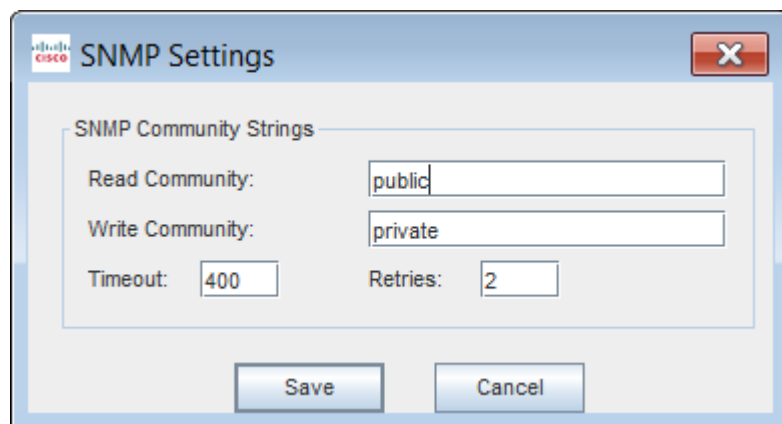 CISCO SNMP Settings
SNMP Community Strings
Read Community: public
Write Community: private
Timeout: 400 Retries: 2
Save Cancel